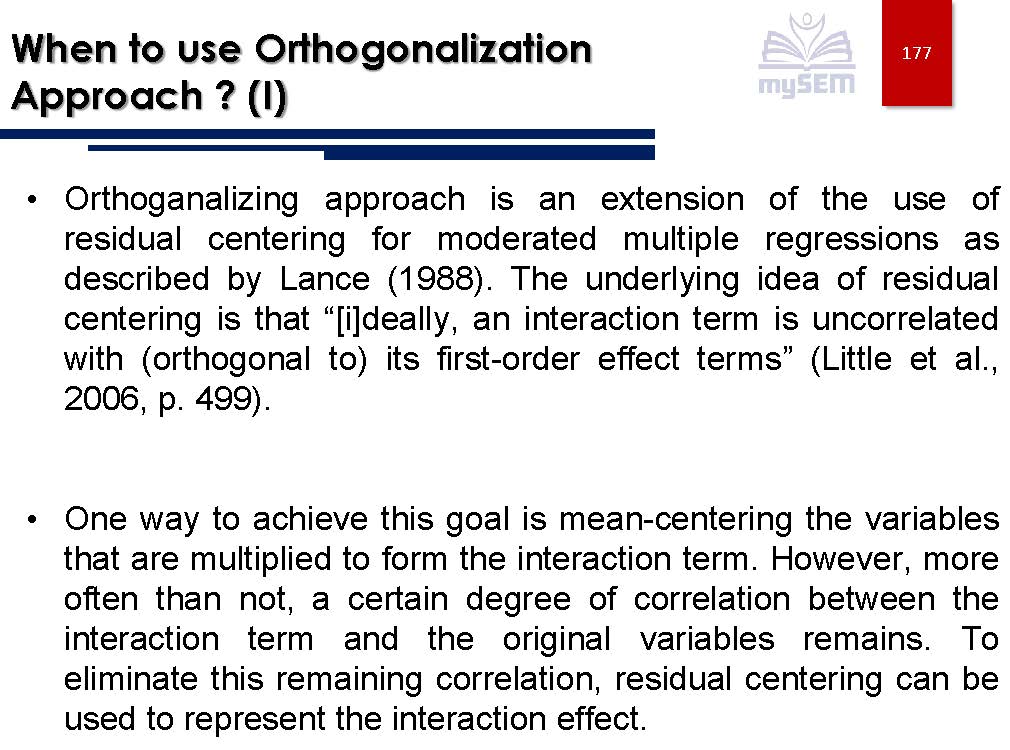 When to use Orthogonalization
Approach ? (I)
mySEM
177
• Orthoganalizing approach is an extension of the use of
residual centering for moderated multiple regressions as
described by Lance (1988). The underlying idea of residual
centering is that “[i]deally, an interaction term is uncorrelated
with (orthogonal to) its first-order effect terms” (Little et al.,
2006, p. 499).
• One way to achieve this goal is mean-centering the variables
that are multiplied to form the interaction term. However, more
often than not, a certain degree of correlation between the
interaction term and the original variables remains. To
eliminate this remaining correlation, residual centering can be
used to represent the interaction effect.